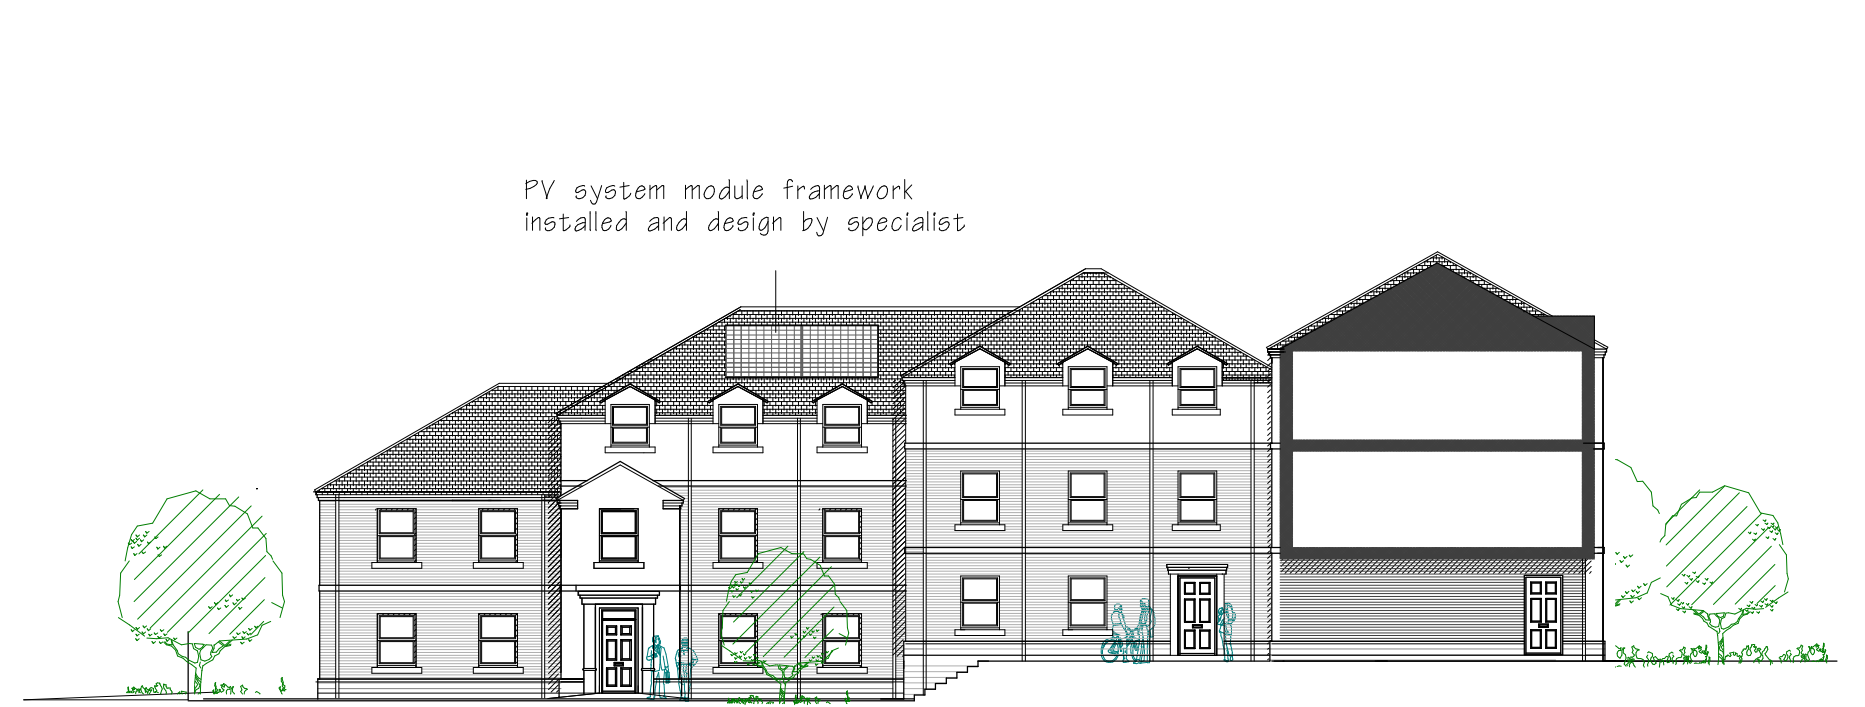 PV system module framework
installed and design by specialist